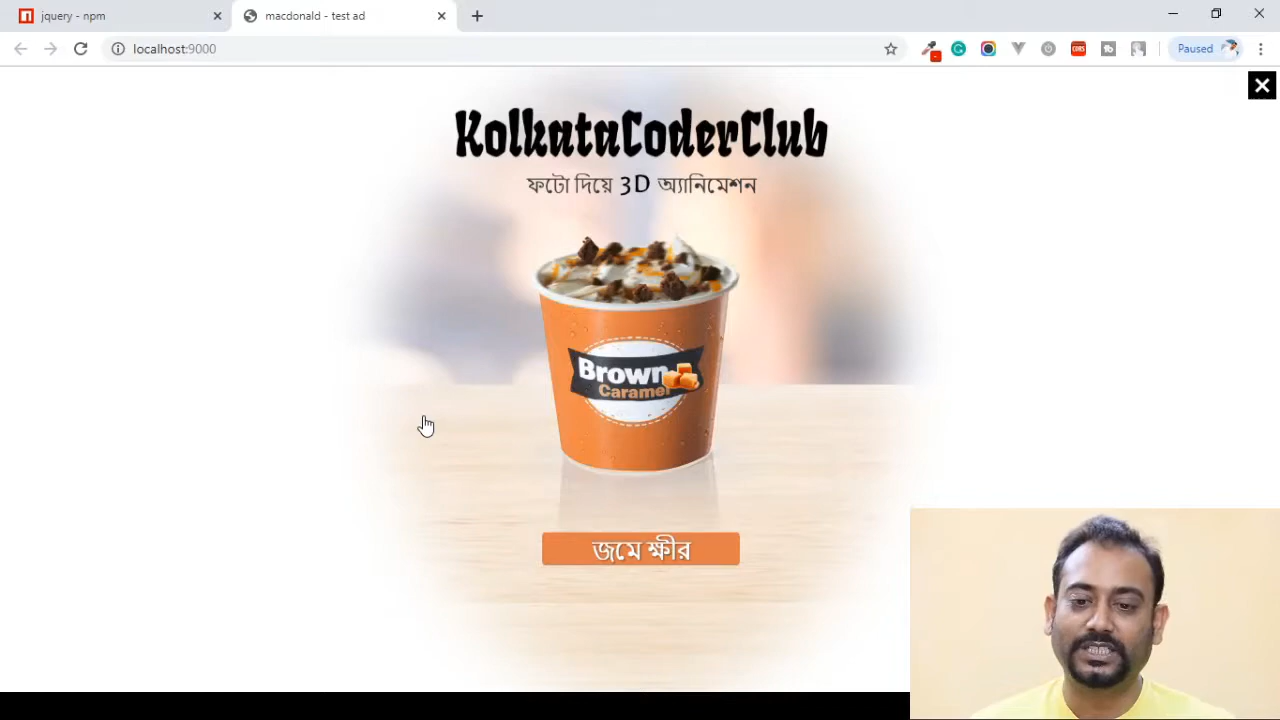 jquery - npm
macdonald - test ad
localhost:9000
Paused
KolkataCoderClub
ফটো দিয়ে 3D অ্যানিমেশন
Brown
Caramel
জমে ক্ষীর